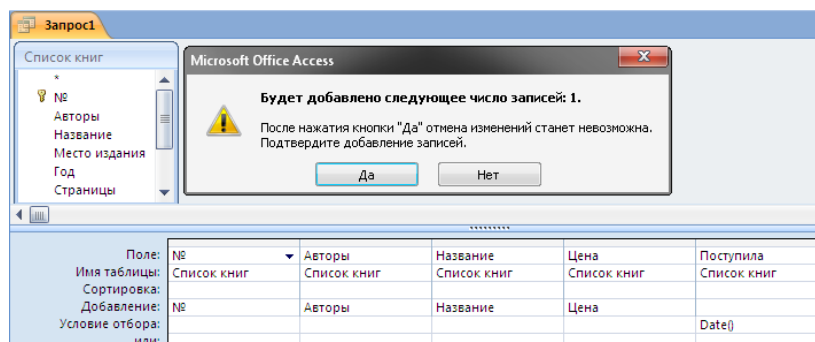 Запрос1
Список книг
*
№
Авторы
Название
Место издания
Год
Страницы
Microsoft Office Access
Будет добавлено следующее число записей: 1.
После нажатия кнопки "Да" отмена изменений станет невозможна.
Подтвердите добавление записей.
Да Нет
Поле: № Авторы Название Цена Поступила
Имя таблицы: Список книг Список книг Список книг Список книг Список книг
Сортировка:
Добавление: № Авторы Название Цена
Условие отбора: Date()
или: